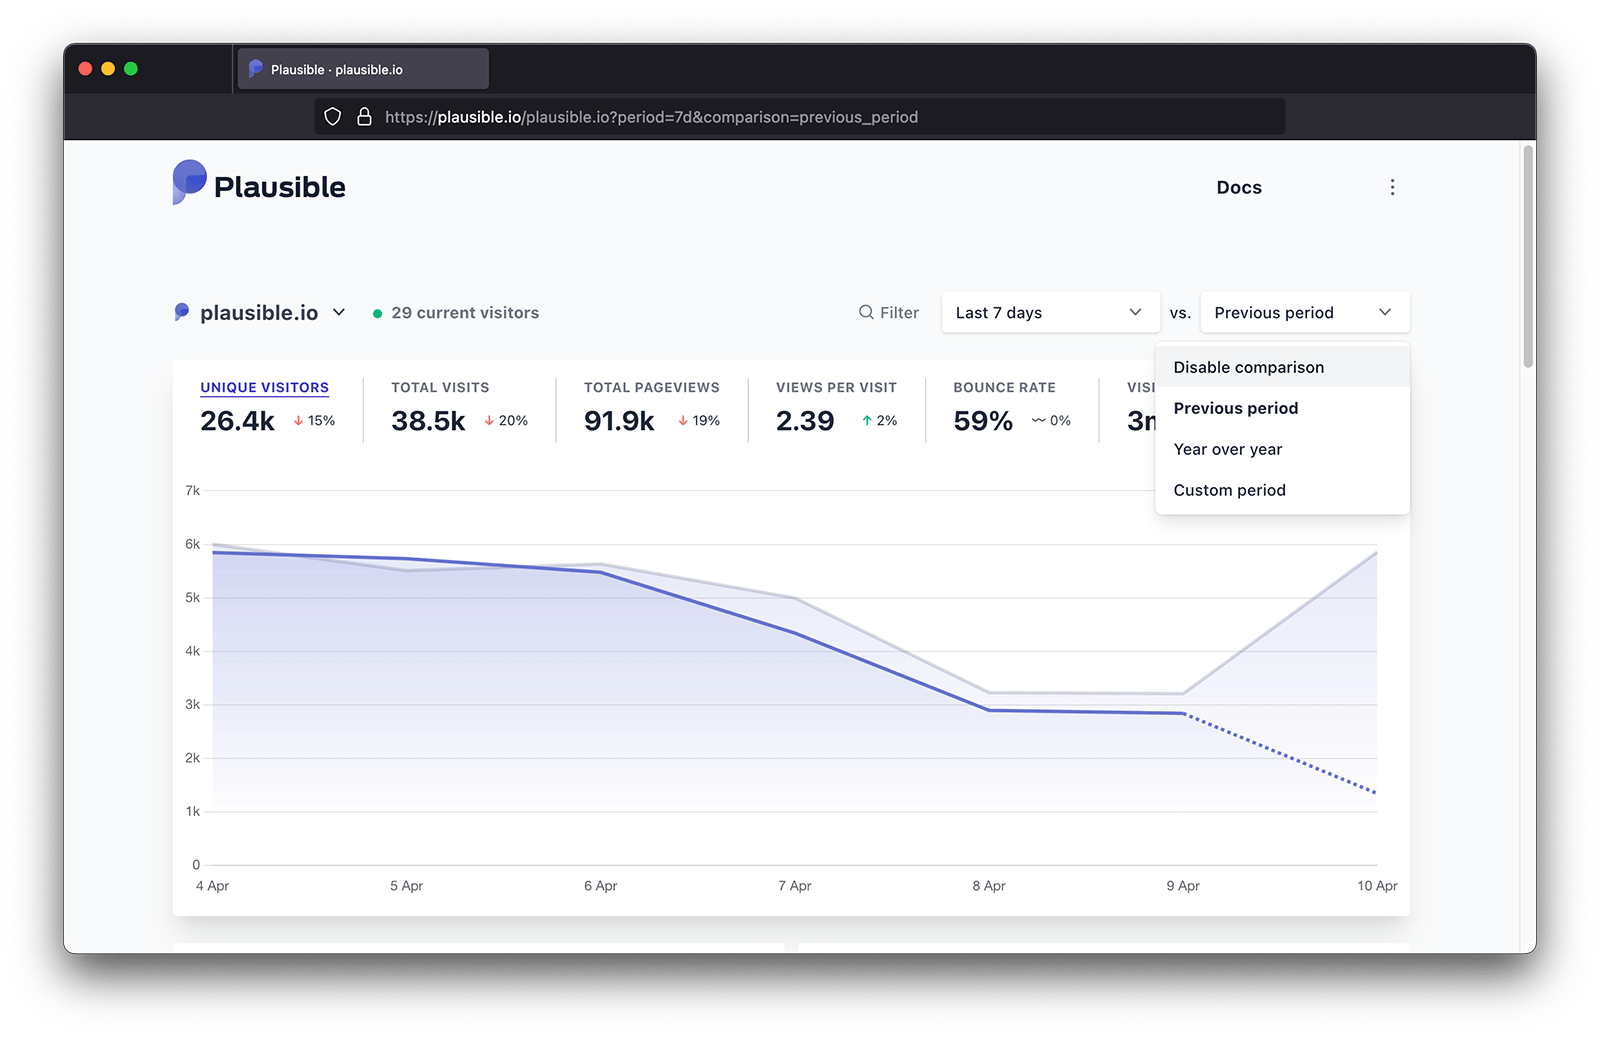 Plausible · plausible.io
https://plausible.io/plausible.io?period=7d&comparison=previous_period
Plausible
Docs
plausible.io
29 current visitors
Filter
Last 7 days
vs.
Previous period
Disable comparison
Previous period
Year over year
Custom period
UNIQUE VISITORS
26.4k 15%
TOTAL VISITS
38.5k 20%
TOTAL PAGEVIEWS
91.9k 19%
VIEWS PER VISIT
2.39 2%
BOUNCE RATE
59% 0%
7k
6k
5k
4k
3k
2k
1k
0
4 Apr
5 Apr
6 Apr
7 Apr
8 Apr
9 Apr
10 Apr